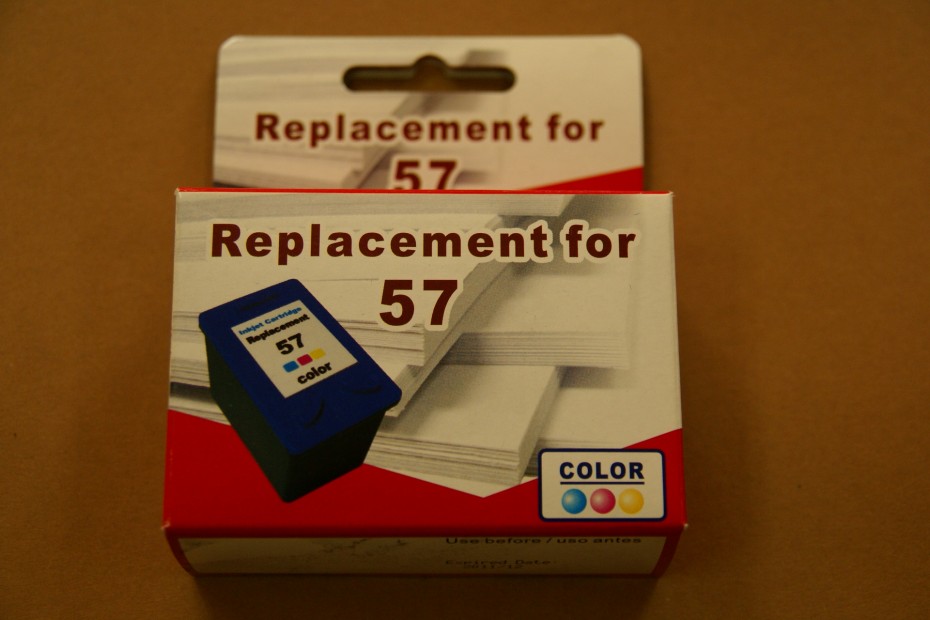 Replacement for
57
Replacement for
57
Inkjet Cartridge
Replacement
57
color
COLOR
Use before / uso antes
Expired Date: